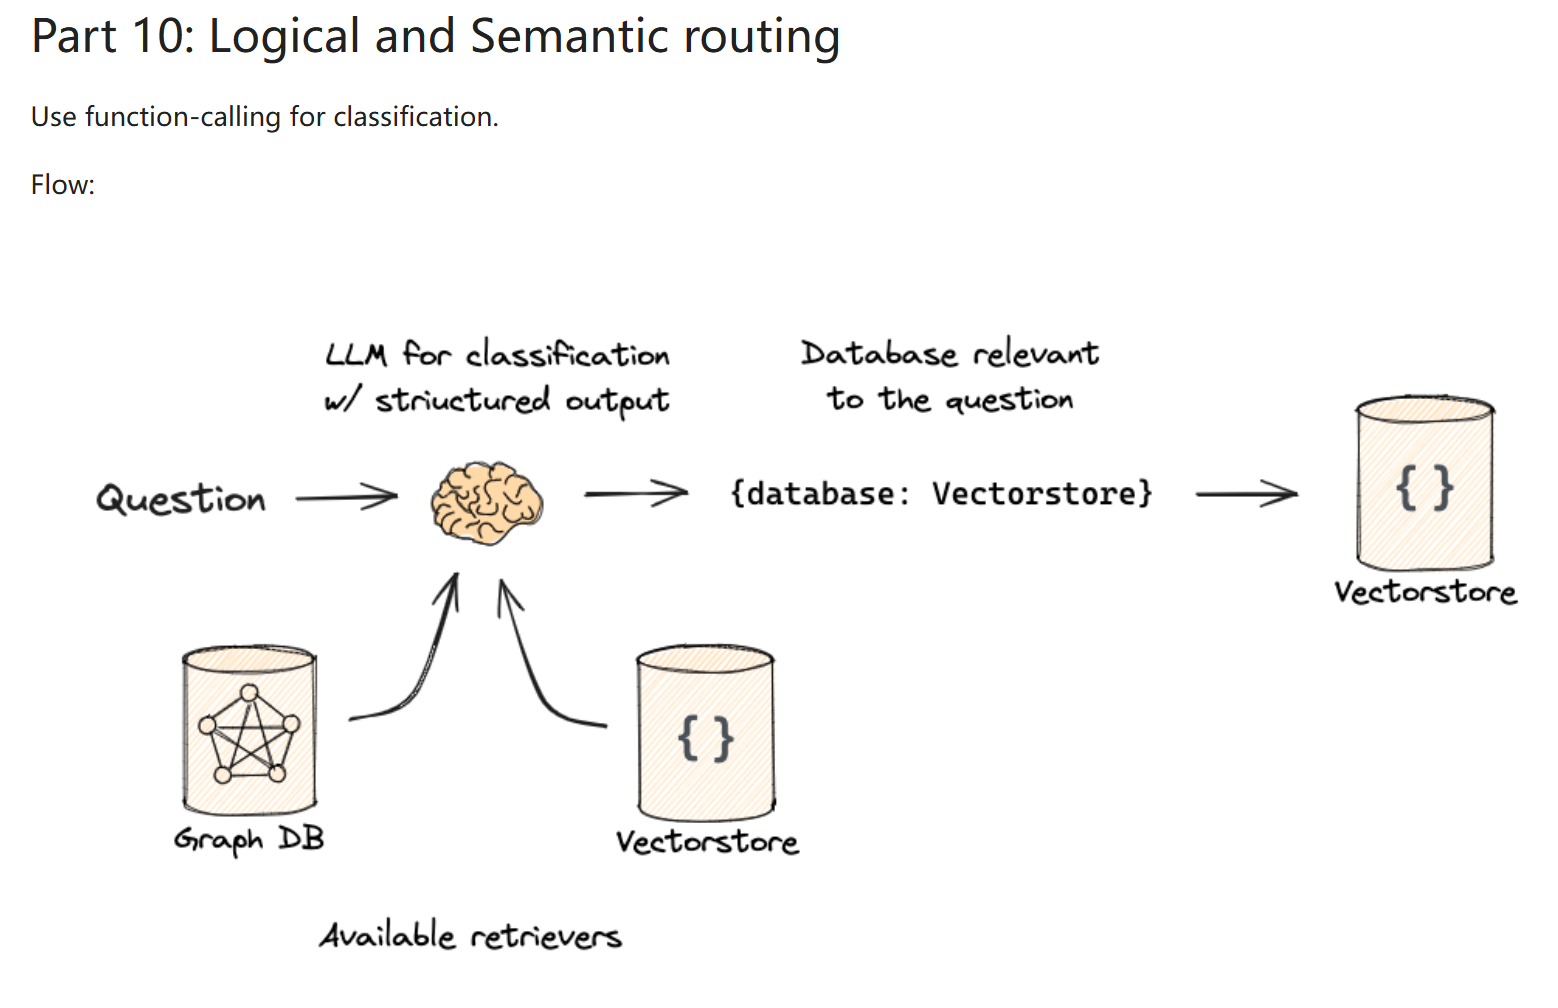 Part 10: Logical and Semantic routing
Use function-calling for classification.
Flow:
LLM for classification
w/ striuctured output
Database relevant
to the question
Question
{database: Vectorstore}
{}
Vectorstore
{}
Graph DB
Vectorstore
Available retrievers